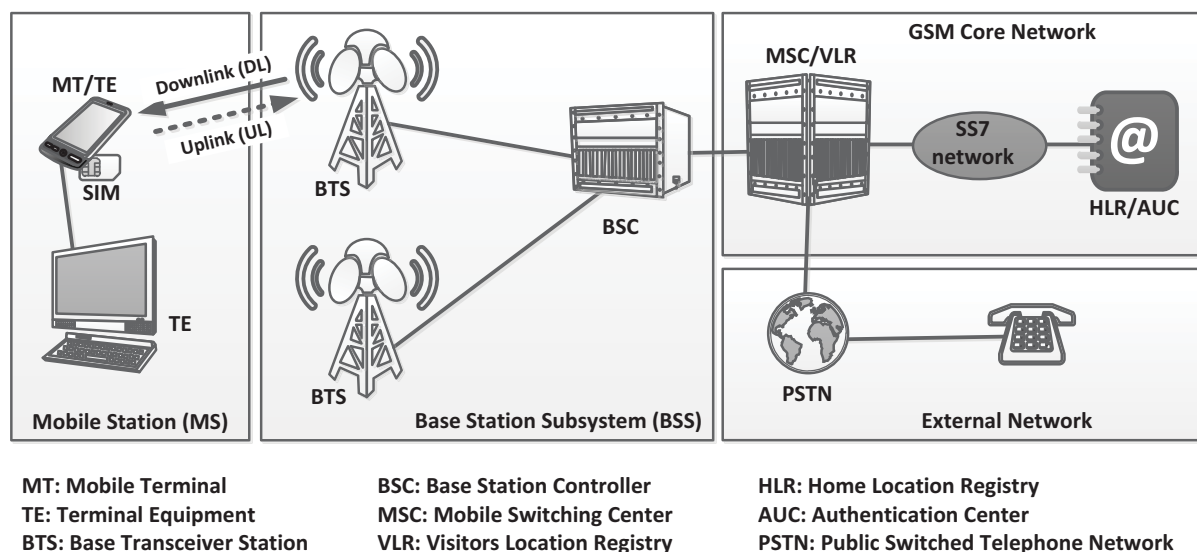 GSM Core Network
MSC/VLR
MT/TE
Downlink (DL)
Uplink (UL)
SIM
BTS
BSC
SS7
network
@
HLR/AUC
TE
BTS
PSTN
Mobile Station (MS)
Base Station Subsystem (BSS)
External Network
MT: Mobile Terminal
TE: Terminal Equipment
BTS: Base Transceiver Station
BSC: Base Station Controller
MSC: Mobile Switching Center
VLR: Visitors Location Registry
HLR: Home Location Registry
AUC: Authentication Center
PSTN: Public Switched Telephone Network